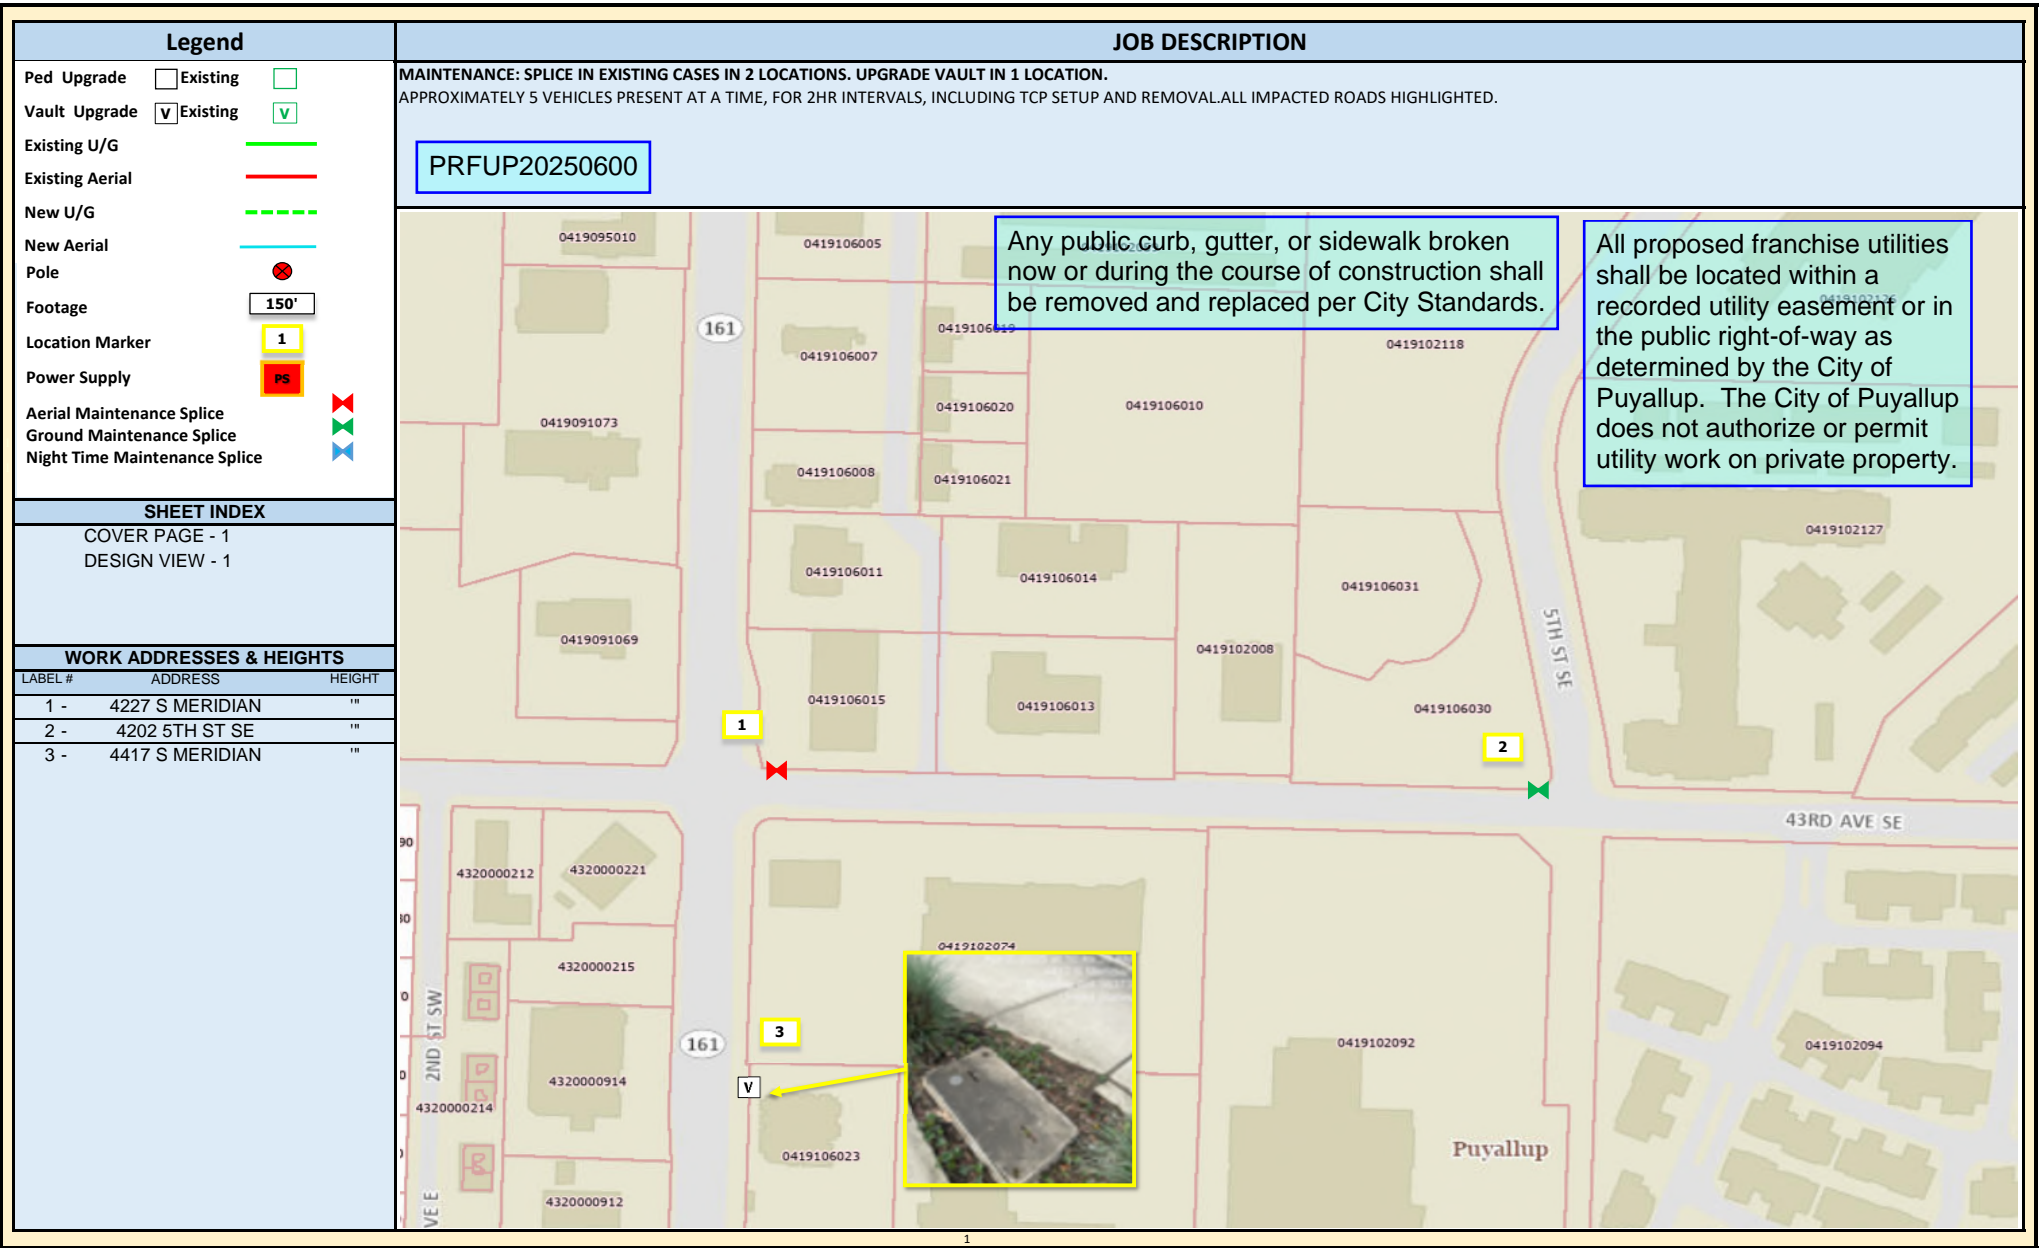 Legend
Ped Upgrade Existing
Vault Upgrade V Existing V
Existing U/G
Existing Aerial
New U/G
New Aerial
Pole
Footage 150'
Location Marker 1
Power Supply PS
Aerial Maintenance Splice
Ground Maintenance Splice
Night Time Maintenance Splice
SHEET INDEX
COVER PAGE - 1
DESIGN VIEW - 1
WORK ADDRESSES & HEIGHTS
LABEL # ADDRESS HEIGHT
1 - 4227 S MERIDIAN '"
2 - 4202 5TH ST SE '"
3 - 4417 S MERIDIAN '"
JOB DESCRIPTION
MAINTENANCE: SPLICE IN EXISTING CASES IN 2 LOCATIONS. UPGRADE VAULT IN 1 LOCATION.
APPROXIMATELY 5 VEHICLES PRESENT AT A TIME, FOR 2HR INTERVALS, INCLUDING TCP SETUP AND REMOVAL.ALL IMPACTED ROADS HIGHLIGHTED.
PRFUP20250600
Any public curb, gutter, or sidewalk broken
now or during the course of construction shall
be removed and replaced per City Standards.
All proposed franchise utilities
shall be located within a
recorded utility easement or in
the public right-of-way as
determined by the City of
Puyallup. The City of Puyallup
does not authorize or permit
utility work on private property.
0419095010
0419106005
161
0419106007
0419106019
0419102118
0419102126
0419091073
0419106020
0419106010
0419106008
0419106021
0419102127
0419106011
0419106014
0419106031
0419091069
0419102008
5TH ST SE
0419106015
0419106013
0419106030
1
2
43RD AVE SE
90
4320000212
4320000221
30
0419102074
4320000215
0
2ND ST SW
161
3
0419102092
0419102094
V
4320000914
4320000214
0419106023
Puyallup
4320000912
VE E
1